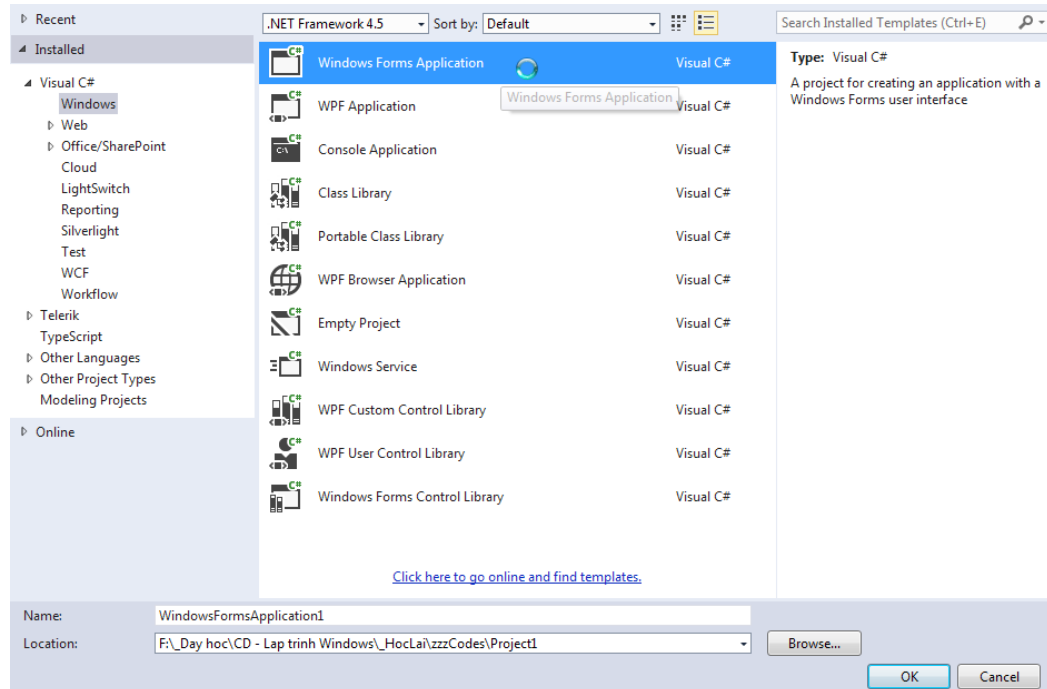 Recent
.NET Framework 4.5 Sort by: Default
Search Installed Templates (Ctrl+E)
Installed
Visual C#
Windows
Web
Office/SharePoint
Cloud
LightSwitch
Reporting
Silverlight
Test
WCF
Workflow
Telerik
TypeScript
Other Languages
Other Project Types
Modeling Projects
Online
C# Windows Forms Application Visual C#
Windows Forms Application
C# WPF Application Visual C#
C# C:\ Console Application Visual C#
C# Class Library Visual C#
C# Portable Class Library Visual C#
C# WPF Browser Application Visual C#
C# Empty Project Visual C#
C# Windows Service Visual C#
C# WPF Custom Control Library Visual C#
C# WPF User Control Library Visual C#
C# Windows Forms Control Library Visual C#
Click here to go online and find templates.
Type: Visual C#
A project for creating an application with a
Windows Forms user interface
Name: WindowsFormsApplication1
Location: F:\_Day hoc\CD - Lap trinh Windows\_HocLai\zzzCodes\Project1 Browse...
OK Cancel